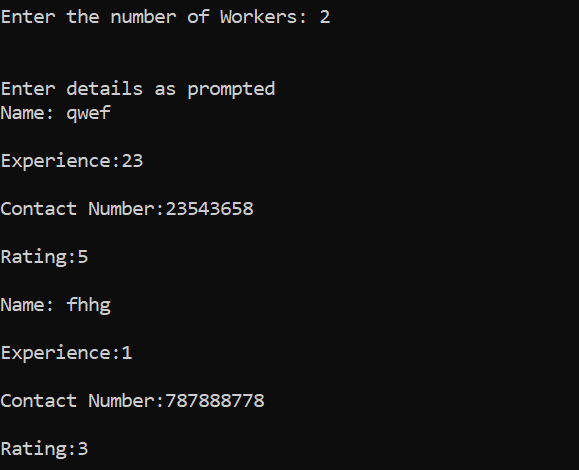 Enter the number of Workers: 2
Enter details as prompted
Name: qwef
Experience:23
Contact Number:23543658
Rating:5
Name: fhhg
Experience:1
Contact Number:787888778
Rating:3